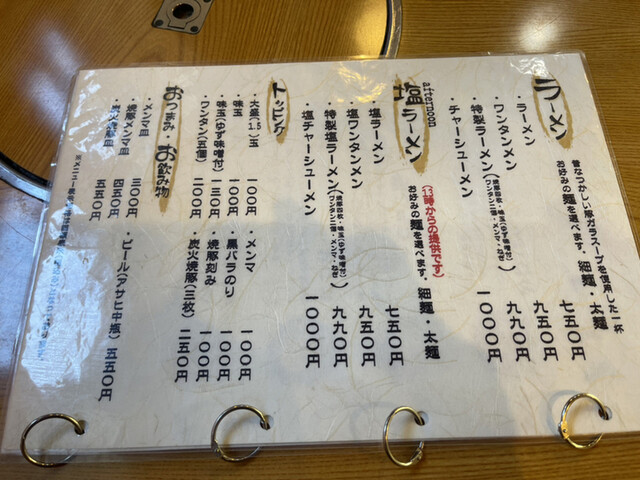 ラーメン
昔なつかしい豚ガラスープを使用した一杯
お好みの麺を選べます。細麺・太麺
・ラーメン 七五〇円
・ワンタンメン 九五〇円
・特製ラーメン 九九〇円
・チャーシューメン 一〇〇〇円
afternoon
塩ラーメン
(13時からの提供です)
お好みの麺を選べます。細麺・太麺
・塩ラーメン 七五〇円
・塩ワンタンメン 九五〇円
・特製塩ラーメン 九九〇円
・塩チャーシューメン 一〇〇〇円
トッピング
・大盛(1.5)玉 一〇〇円
・味玉 一〇〇円
・味玉(ゆず味噌付) 一三〇円
・ワンタン(五個) 二〇〇円
・メンマ 一〇〇円
・黒バラのり 一〇〇円
・焼豚刻み 一〇〇円
・炭火焼豚(三枚) 二五〇円
おつまみ・お飲み物
・メンマ皿 三〇〇円
・焼豚メンマ皿 四五〇円
・炭火焼豚皿 五五〇円
・ビール(アサヒ中瓶) 五五〇円
※メニュー表